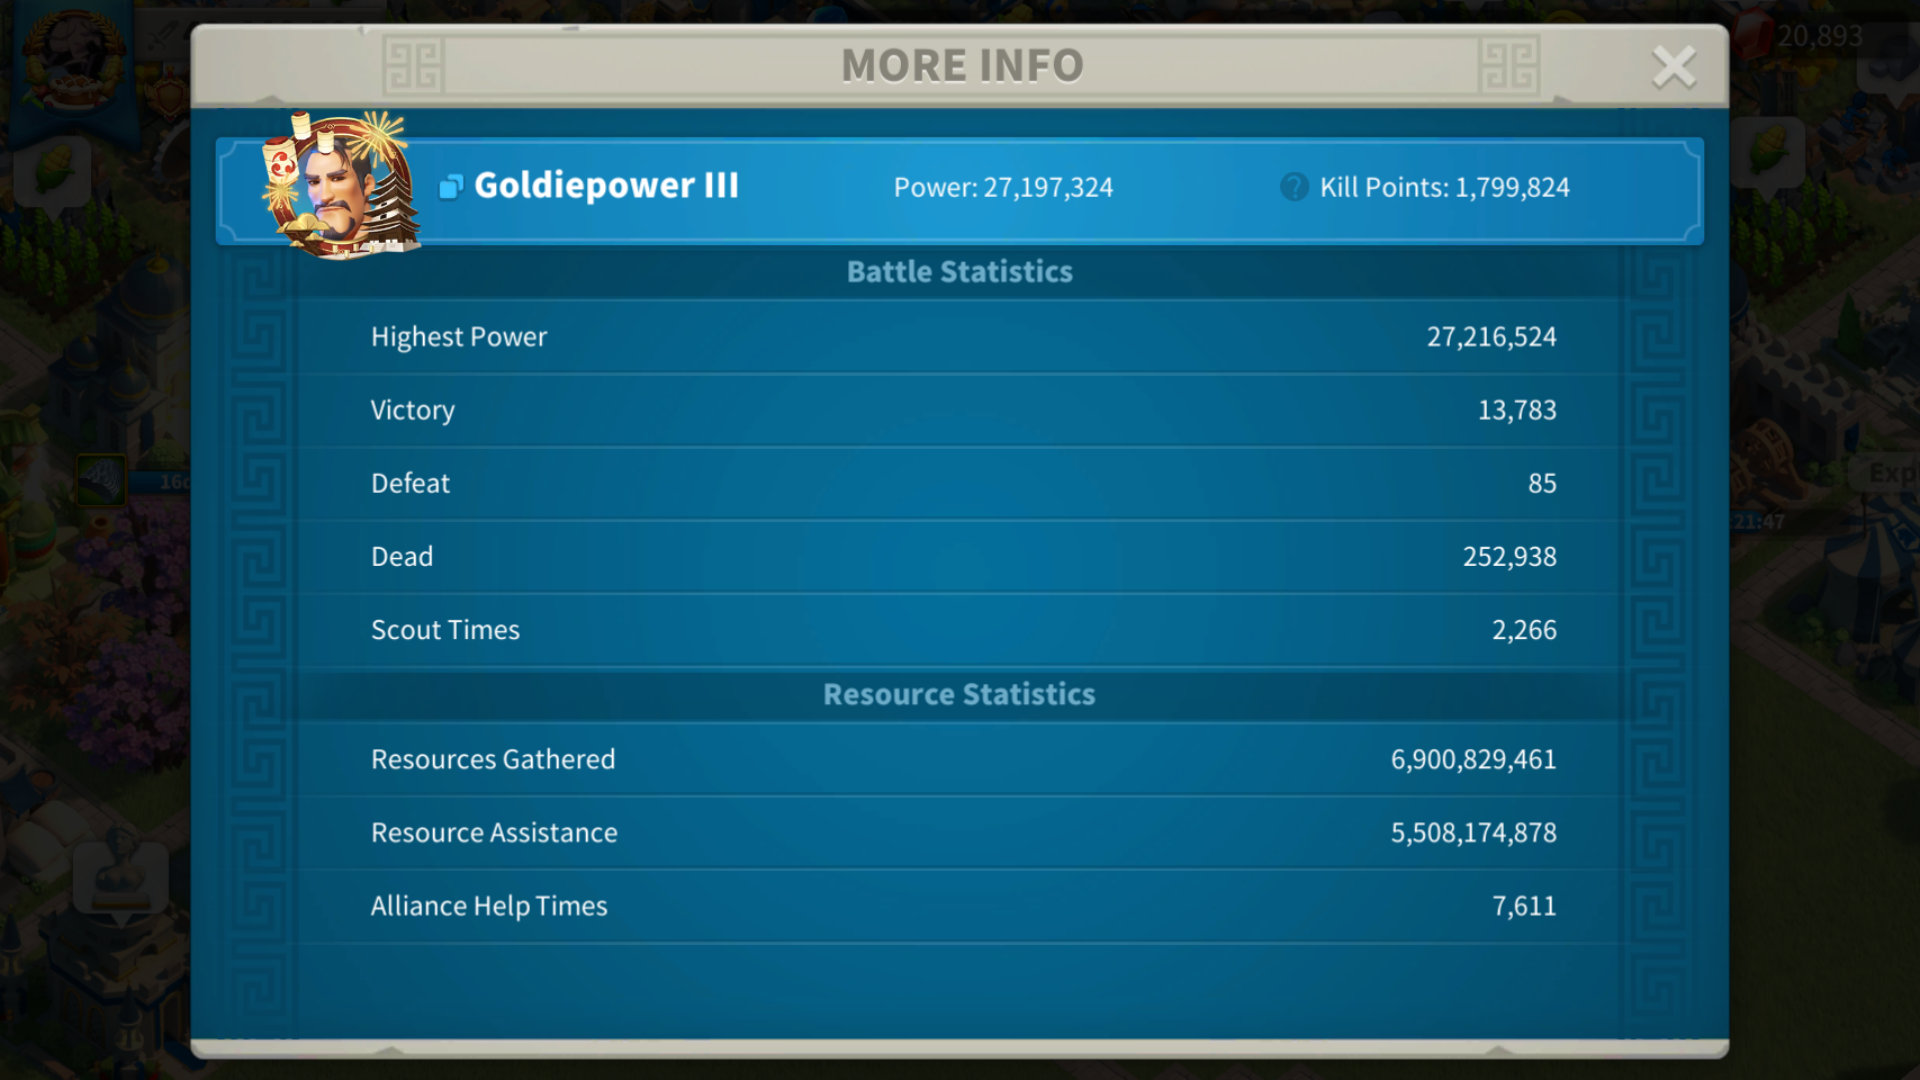 MORE INFO
20,893
Goldiepower III
Power: 27,197,324
Kill Points: 1,799,824
Battle Statistics
Highest Power 27,216,524
Victory 13,783
Defeat 85
Dead 252,938
Scout Times 2,266
Resource Statistics
Resources Gathered 6,900,829,461
Resource Assistance 5,508,174,878
Alliance Help Times 7,611
16d
Exp
:21:47